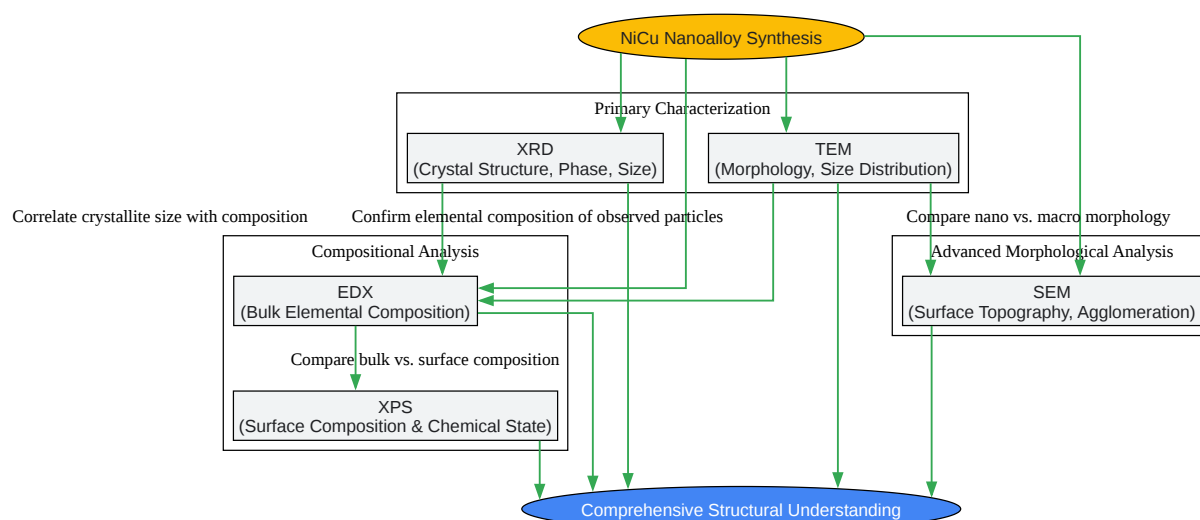 NiCu Nanoalloy Synthesis
Primary Characterization
XRD
(Crystal Structure, Phase, Size)
TEM
(Morphology, Size Distribution)
Correlate crystallite size with composition
Confirm elemental composition of observed particles
Compare nano vs. macro morphology
Compositional Analysis
Advanced Morphological Analysis
EDX
(Bulk Elemental Composition)
SEM
(Surface Topography, Agglomeration)
Compare bulk vs. surface composition
XPS
(Surface Composition & Chemical State)
Comprehensive Structural Understanding